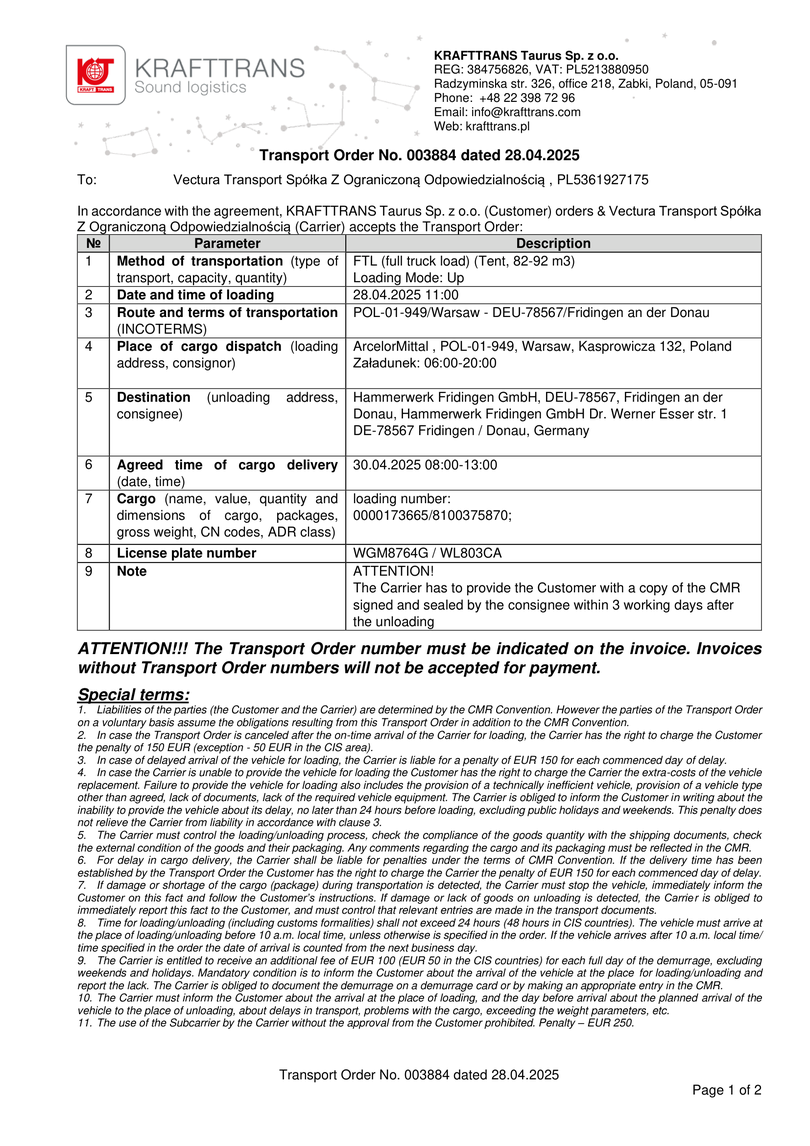 KRAFTTRANS Taurus Sp. z o.o.
REG: 384756826, VAT: PL5213880950
Radzyminska str. 326, office 218, Zabki, Poland, 05-091
Phone: +48 22 398 72 96
Email: info@krafttrans.com
Web: krafttrans.pl
KT
KRAFT TRANS
KRAFTTRANS
Sound logistics
Transport Order No. 003884 dated 28.04.2025
To: Vectura Transport Spółka Z Ograniczoną Odpowiedzialnością , PL5361927175
In accordance with the agreement, KRAFTTRANS Taurus Sp. z o.o. (Customer) orders & Vectura Transport Spółka
Z Ograniczoną Odpowiedzialnością (Carrier) accepts the Transport Order:
№ Parameter Description
1 Method of transportation (type of FTL (full truck load) (Tent, 82-92 m3)
transport, capacity, quantity) Loading Mode: Up
2 Date and time of loading 28.04.2025 11:00
3 Route and terms of transportation POL-01-949/Warsaw - DEU-78567/Fridingen an der Donau
(INCOTERMS)
4 Place of cargo dispatch (loading ArcelorMittal , POL-01-949, Warsaw, Kasprowicza 132, Poland
address, consignor) Załadunek: 06:00-20:00
5 Destination (unloading address, Hammerwerk Fridingen GmbH, DEU-78567, Fridingen an der
consignee) Donau, Hammerwerk Fridingen GmbH Dr. Werner Esser str. 1
DE-78567 Fridingen / Donau, Germany
6 Agreed time of cargo delivery 30.04.2025 08:00-13:00
(date, time)
7 Cargo (name, value, quantity and loading number:
dimensions of cargo, packages, 0000173665/8100375870;
gross weight, CN codes, ADR class)
8 License plate number WGM8764G / WL803CA
9 Note ATTENTION!
The Carrier has to provide the Customer with a copy of the CMR
signed and sealed by the consignee within 3 working days after
the unloading
ATTENTION!!! The Transport Order number must be indicated on the invoice. Invoices
without Transport Order numbers will not be accepted for payment.
Special terms:
1. Liabilities of the parties (the Customer and the Carrier) are determined by the CMR Convention. However the parties of the Transport Order
on a voluntary basis assume the obligations resulting from this Transport Order in addition to the CMR Convention.
2. In case the Transport Order is canceled after the on-time arrival of the Carrier for loading, the Carrier has the right to charge the Customer
the penalty of 150 EUR (exception - 50 EUR in the CIS area).
3. In case of delayed arrival of the vehicle for loading, the Carrier is liable for a penalty of EUR 150 for each commenced day of delay.
4. In case the Carrier is unable to provide the vehicle for loading the Customer has the right to charge the Carrier the extra-costs of the vehicle
replacement. Failure to provide the vehicle for loading also includes the provision of a technically inefficient vehicle, provision of a vehicle type
other than agreed, lack of documents, lack of the required vehicle equipment. The Carrier is obliged to inform the Customer in writing about the
inability to provide the vehicle about its delay, no later than 24 hours before loading, excluding public holidays and weekends. This penalty does
not relieve the Carrier from liability in accordance with clause 3.
5. The Carrier must control the loading/unloading process, check the compliance of the goods quantity with the shipping documents, check
the external condition of the goods and their packaging. Any comments regarding the cargo and its packaging must be reflected in the CMR.
6. For delay in cargo delivery, the Carrier shall be liable for penalties under the terms of CMR Convention. If the delivery time has been
established by the Transport Order the Customer has the right to charge the Carrier the penalty of EUR 150 for each commenced day of delay.
7. If damage or shortage of the cargo (package) during transportation is detected, the Carrier must stop the vehicle, immediately inform the
Customer on this fact and follow the Customer's instructions. If damage or lack of goods on unloading is detected, the Carrier is obliged to
immediately report this fact to the Customer, and must control that relevant entries are made in the transport documents.
8. Time for loading/unloading (including customs formalities) shall not exceed 24 hours (48 hours in CIS countries). The vehicle must arrive at
the place of loading/unloading before 10 a.m. local time, unless otherwise is specified in the order. If the vehicle arrives after 10 a.m. local time/
time specified in the order the date of arrival is counted from the next business day.
9. The Carrier is entitled to receive an additional fee of EUR 100 (EUR 50 in the CIS countries) for each full day of the demurrage, excluding
weekends and holidays. Mandatory condition is to inform the Customer about the arrival of the vehicle at the place for loading/unloading and
report the lack. The Carrier is obliged to document the demurrage on a demurrage card or by making an appropriate entry in the CMR.
10. The Carrier must inform the Customer about the arrival at the place of loading, and the day before arrival about the planned arrival of the
vehicle to the place of unloading, about delays in transport, problems with the cargo, exceeding the weight parameters, etc.
11. The use of the Subcarrier by the Carrier without the approval from the Customer prohibited. Penalty – EUR 250.
Transport Order No. 003884 dated 28.04.2025
Page 1 of 2